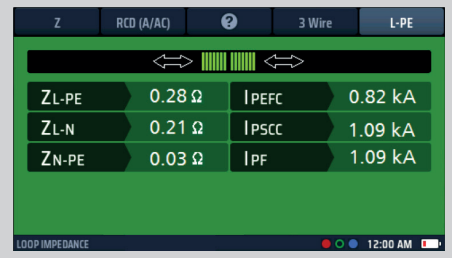 Z RCD (A/AC) ? 3 Wire L-PE
ZL-PE 0.28 Ω IPEFC 0.82 kA
ZL-N 0.21 Ω IPSCC 1.09 kA
ZN-PE 0.03 Ω IPF 1.09 kA
LOOP IMPEDANCE 12:00 AM